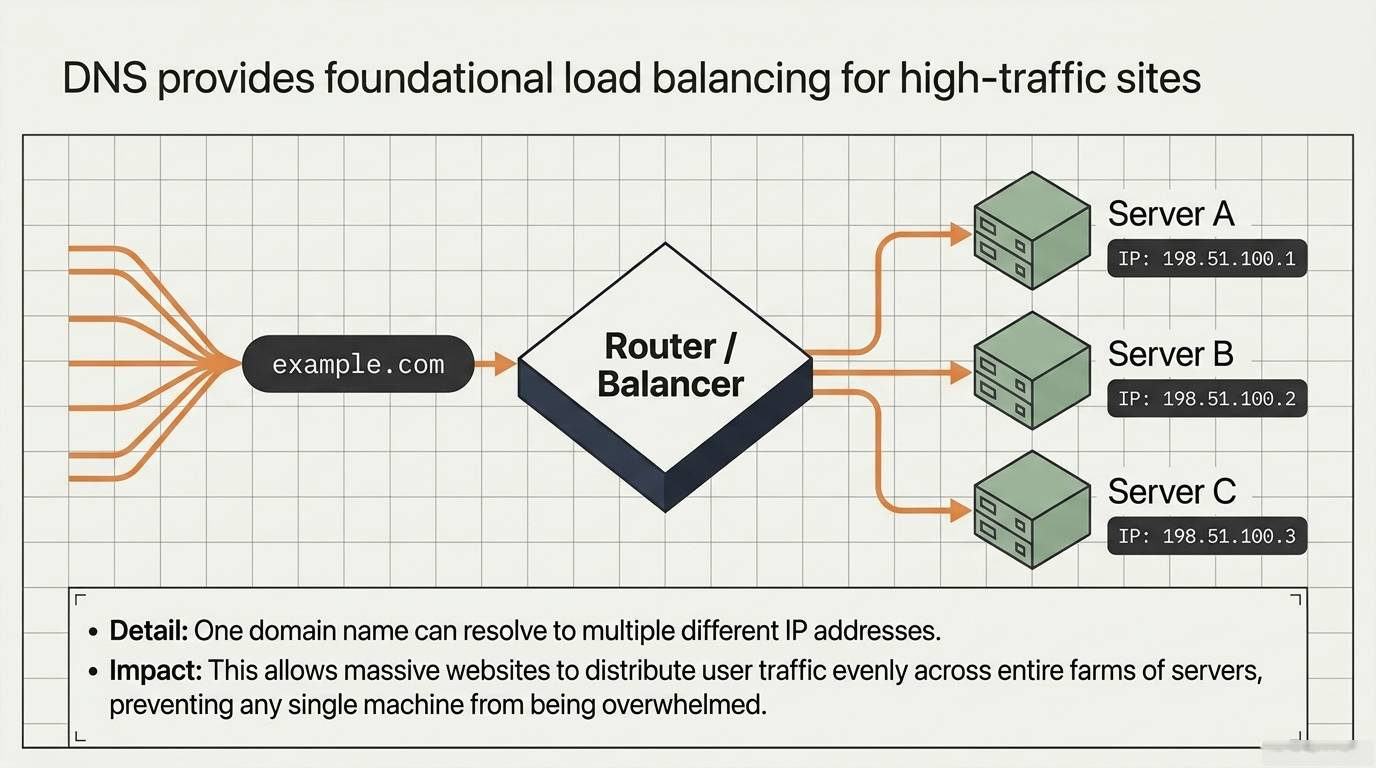 DNS provides foundational load balancing for high-traffic sites
example.com
Router /
Balancer
Server A
IP: 198.51.100.1
Server B
IP: 198.51.100.2
Server C
IP: 198.51.100.3
• Detail: One domain name can resolve to multiple different IP addresses.
• Impact: This allows massive websites to distribute user traffic evenly across entire farms of servers,
preventing any single machine from being overwhelmed.